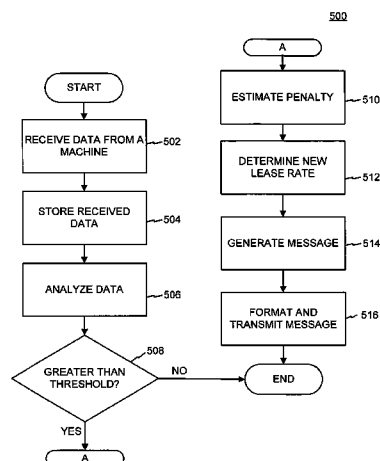 500
START
RECEIVE DATA FROM A
MACHINE
502
STORE RECEIVED
DATA
504
ANALYZE DATA
506
GREATER THAN
THRESHOLD?
508
NO
YES
A
A
ESTIMATE PENALTY
510
DETERMINE NEW
LEASE RATE
512
GENERATE MESSAGE
514
FORMAT AND
TRANSMIT MESSAGE
516
END